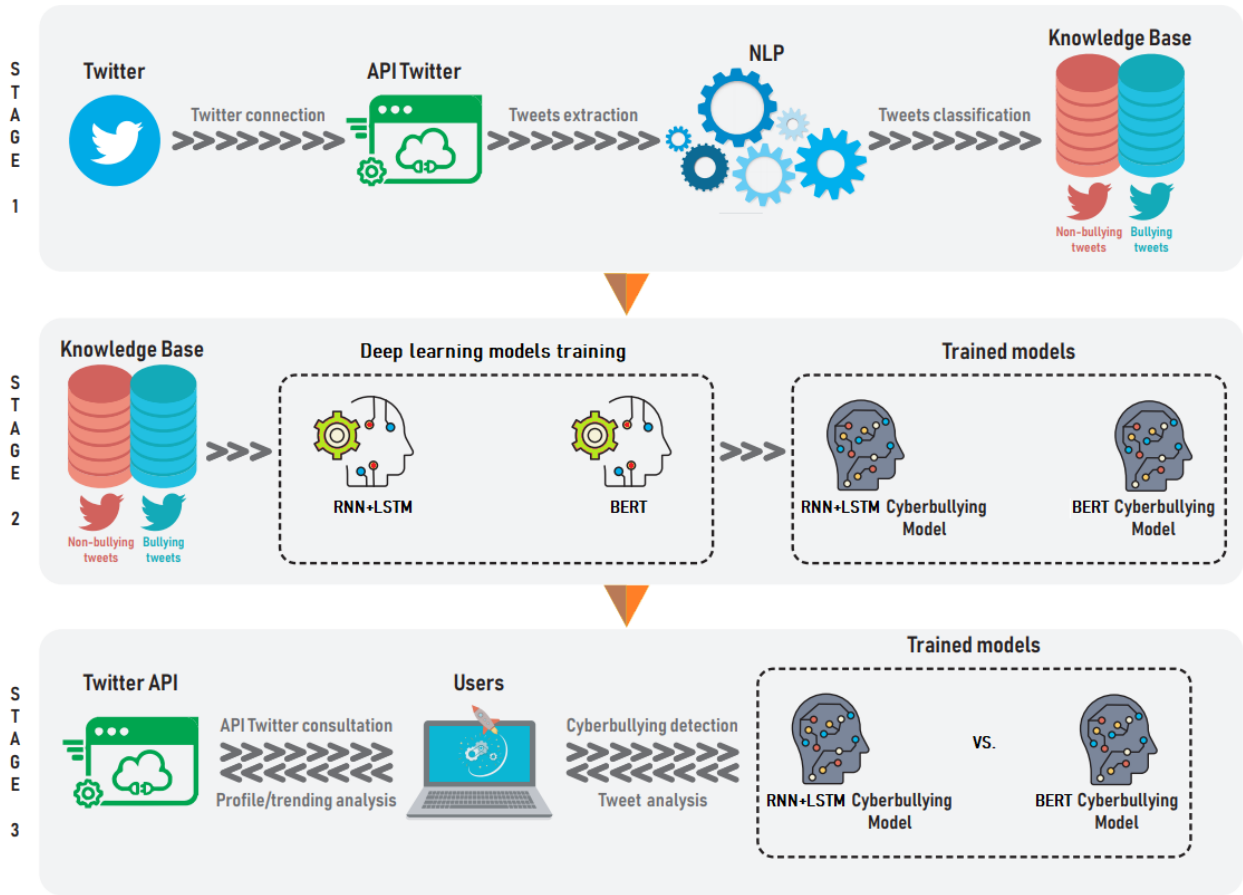 STAGE 1
Twitter
Twitter connection
API Twitter
Tweets extraction
NLP
Tweets classification
Knowledge Base
Non-bullying
tweets
Bullying
tweets
STAGE 2
Knowledge Base
Non-bullying
tweets
Bullying
tweets
Deep learning models training
RNN+LSTM
BERT
Trained models
RNN+LSTM Cyberbullying
Model
BERT Cyberbullying
Model
STAGE 3
Twitter API
API Twitter consultation
Profile/trending analysis
Users
Cyberbullying detection
Tweet analysis
Trained models
RNN+LSTM Cyberbullying
Model
VS.
BERT Cyberbullying
Model